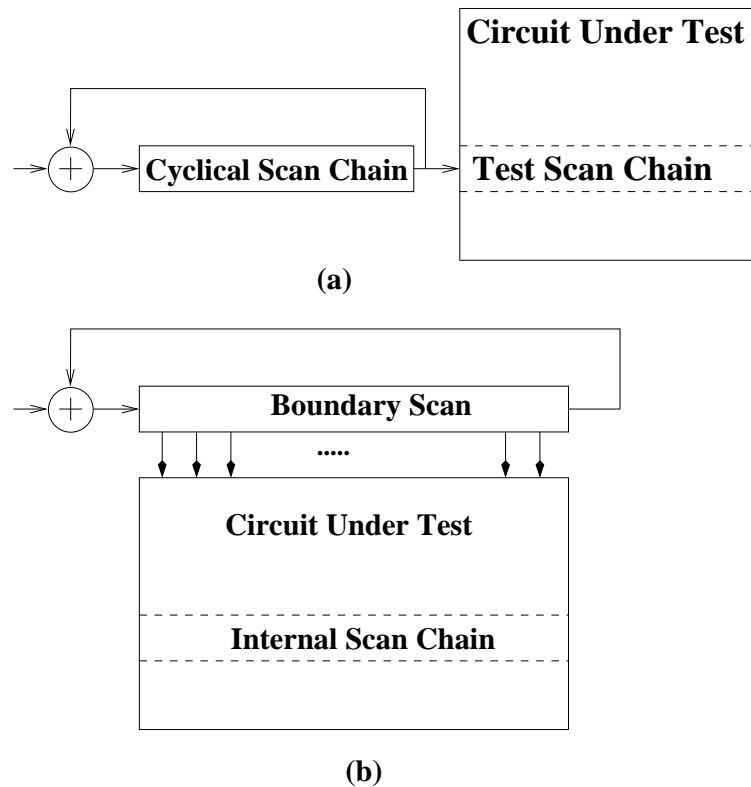 Circuit Under Test
Cyclical Scan Chain
Test Scan Chain
(a)
Boundary Scan
.....
Circuit Under Test
Internal Scan Chain
(b)